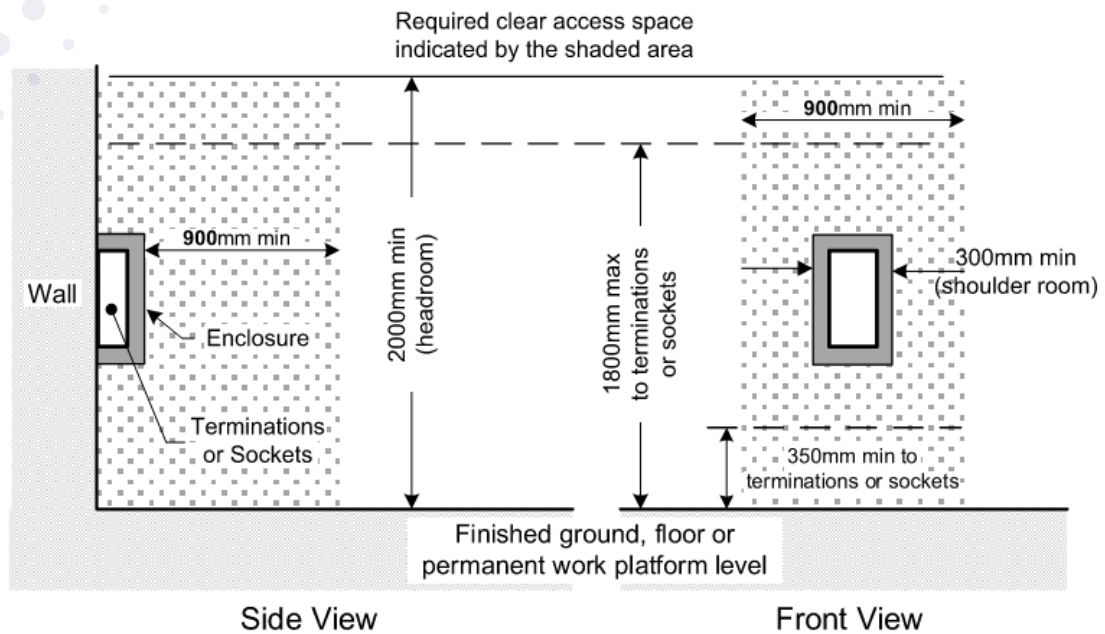 Required clear access space
indicated by the shaded area
900mm min
900mm min
Wall
Enclosure
Terminations
or Sockets
2000mm min
(headroom)
1800mm max
to terminations
or sockets
300mm min
(shoulder room)
350mm min to
terminations or sockets
Finished ground, floor or
permanent work platform level
Side View
Front View